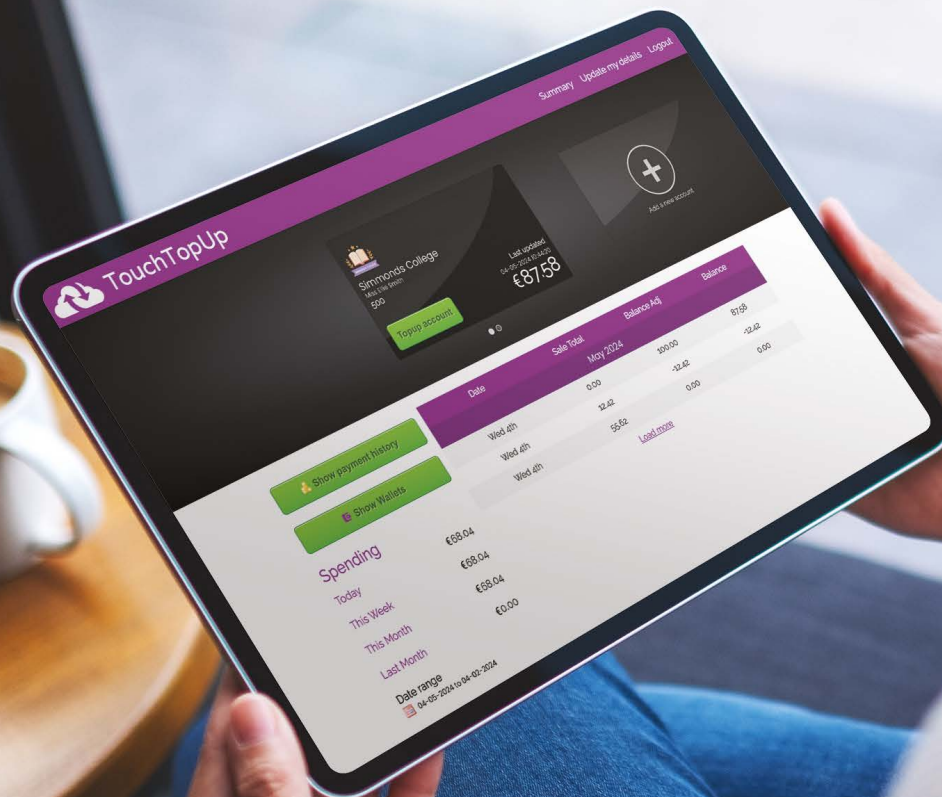 TouchTopUp
Summary Update my details Logout
Simmonds College
Miss Ellie Smith
500
Last updated
04-05-2024 10:44:20
€87.58
Topup account
Add a new account
Date Sale Total Balance Adj Balance
May 2024
Wed 4th 0.00 100.00 87.58
Wed 4th 12.42 -12.42 -12.42
Wed 4th 55.62 0.00 0.00
Load more
Show payment history
Show Wallets
Spending
Today €68.04
This Week €68.04
This Month €68.04
Last Month €0.00
Date range
04-05-2024 to 04-02-2024